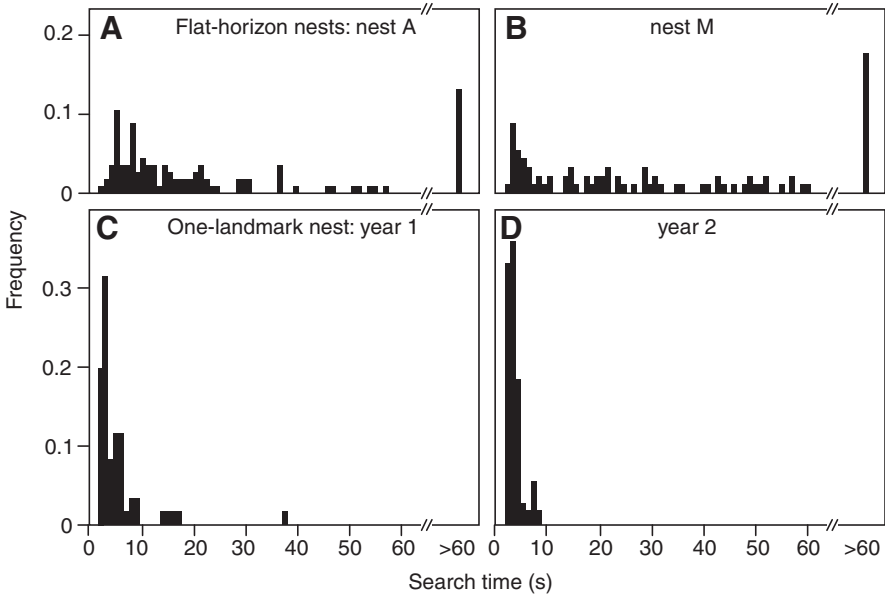 A Flat-horizon nests: nest A
B nest M
0.2
0.1
0
C One-landmark nest: year 1
D year 2
0.3
0.2
0.1
0
Frequency
0 10 20 30 40 50 60 >60
0 10 20 30 40 50 60 >60
Search time (s)